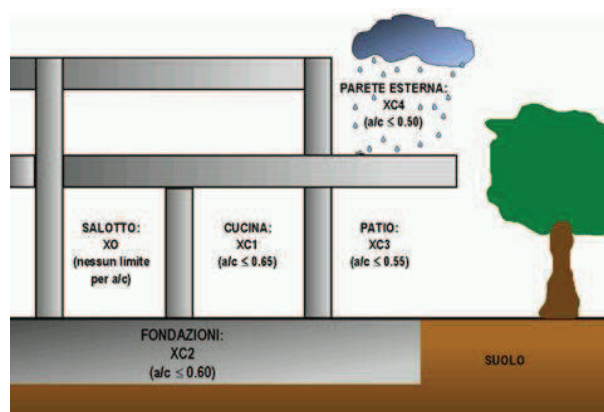 PARETE ESTERNA:
XC4
(a/c ≤ 0.50)
SALOTTO:
XO
(nessun limite
per a/c)
CUCINA:
XC1
(a/c ≤ 0.65)
PATIO:
XC3
(a/c ≤ 0.55)
FONDAZIONI:
XC2
(a/c ≤ 0.60)
SUOLO